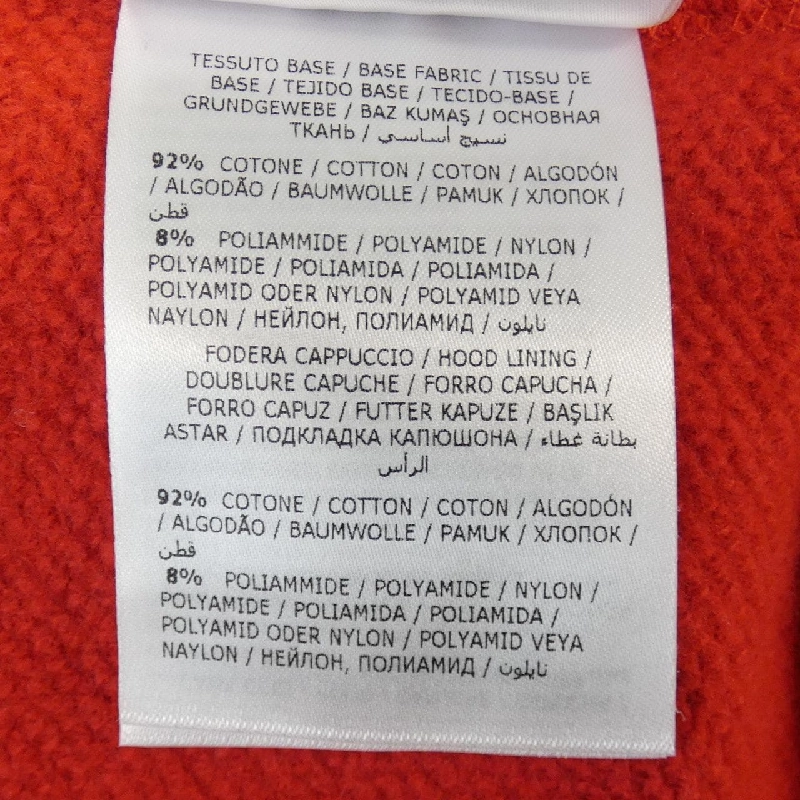 TESSUTO BASE / BASE FABRIC / TISSU DE
BASE / TEJIDO BASE / TECIDO-BASE /
GRUNDGEWEBE / BAZ KUMAŞ / ОСНОВНАЯ
ТКАНЬ / نسيج أساسي
92% COTONE / COTTON / COTON / ALGODÓN
/ ALGODÃO / BAUMWOLLE / PAMUK / ХЛОПОК /
قطن
8% POLIAMMIDE / POLYAMIDE / NYLON /
POLYAMIDE / POLIAMIDA / POLIAMIDA /
POLYAMID ODER NYLON / POLYAMID VEYA
NAYLON / НЕЙЛОН, ПОЛИАМИД / نايلون
FODERA CAPPUCCIO / HOOD LINING /
DOUBLURE CAPUCHE / FORRO CAPUCHA /
FORRO CAPUZ / FUTTER KAPUZE / BAŞLIK
ASTAR / ПОДКЛАДКА КАПЮШОНА / بطانة غطاء
الرأس
92% COTONE / COTTON / COTON / ALGODÓN
/ ALGODÃO / BAUMWOLLE / PAMUK / ХЛОПОК /
قطن
8% POLIAMMIDE / POLYAMIDE / NYLON /
POLYAMIDE / POLIAMIDA / POLIAMIDA /
POLYAMID ODER NYLON / POLYAMID VEYA
NAYLON / НЕЙЛОН, ПОЛИАМИД / نايلون